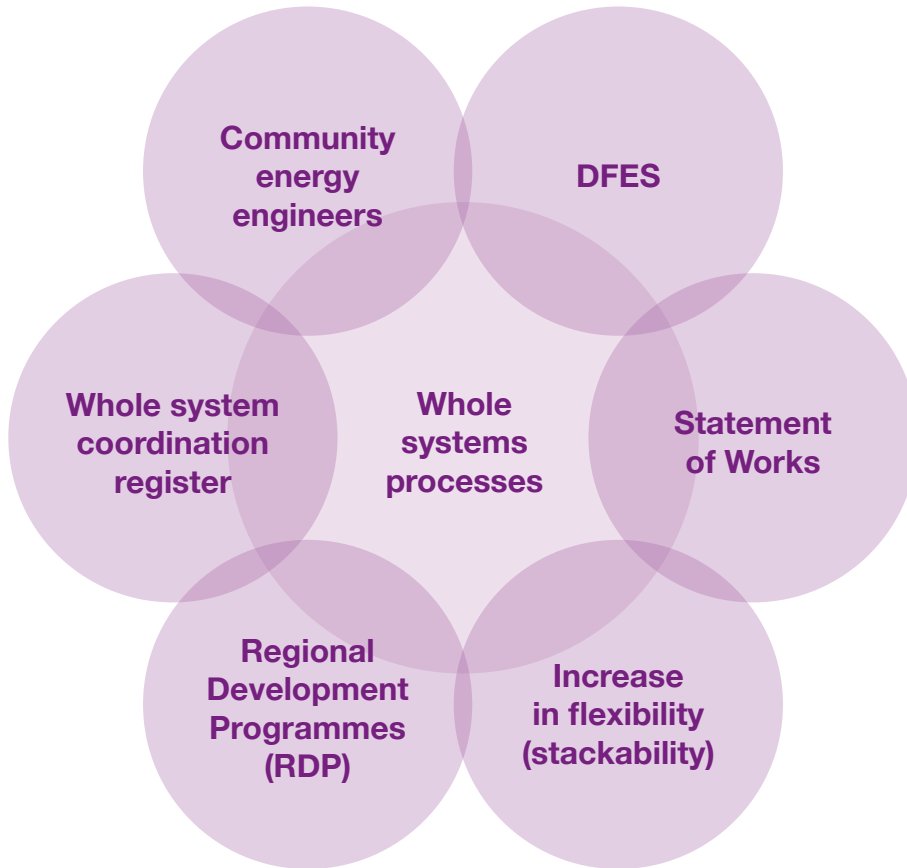 Community
energy
engineers
DFES
Whole system
coordination
register
Whole
systems
processes
Statement
of Works
Regional
Development
Programmes
(RDP)
Increase
in flexibility
(stackability)